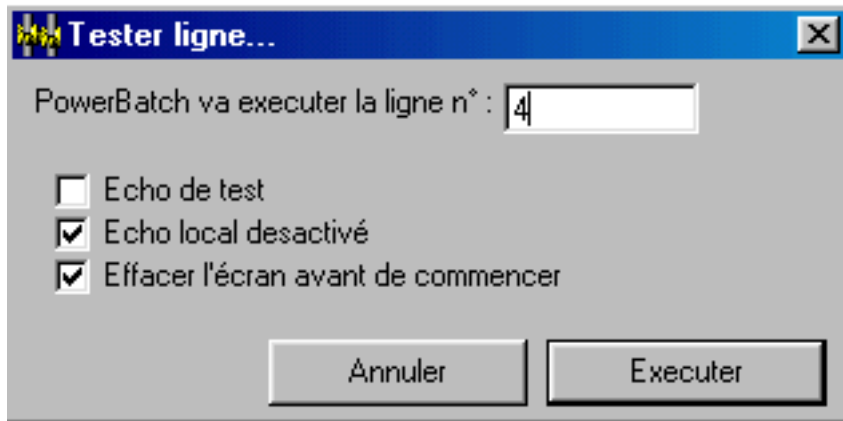 Tester ligne...
PowerBatch va executer la ligne n° : 4
Echo de test
Echo local desactivé
Effacer l'écran avant de commencer
Annuler Executer